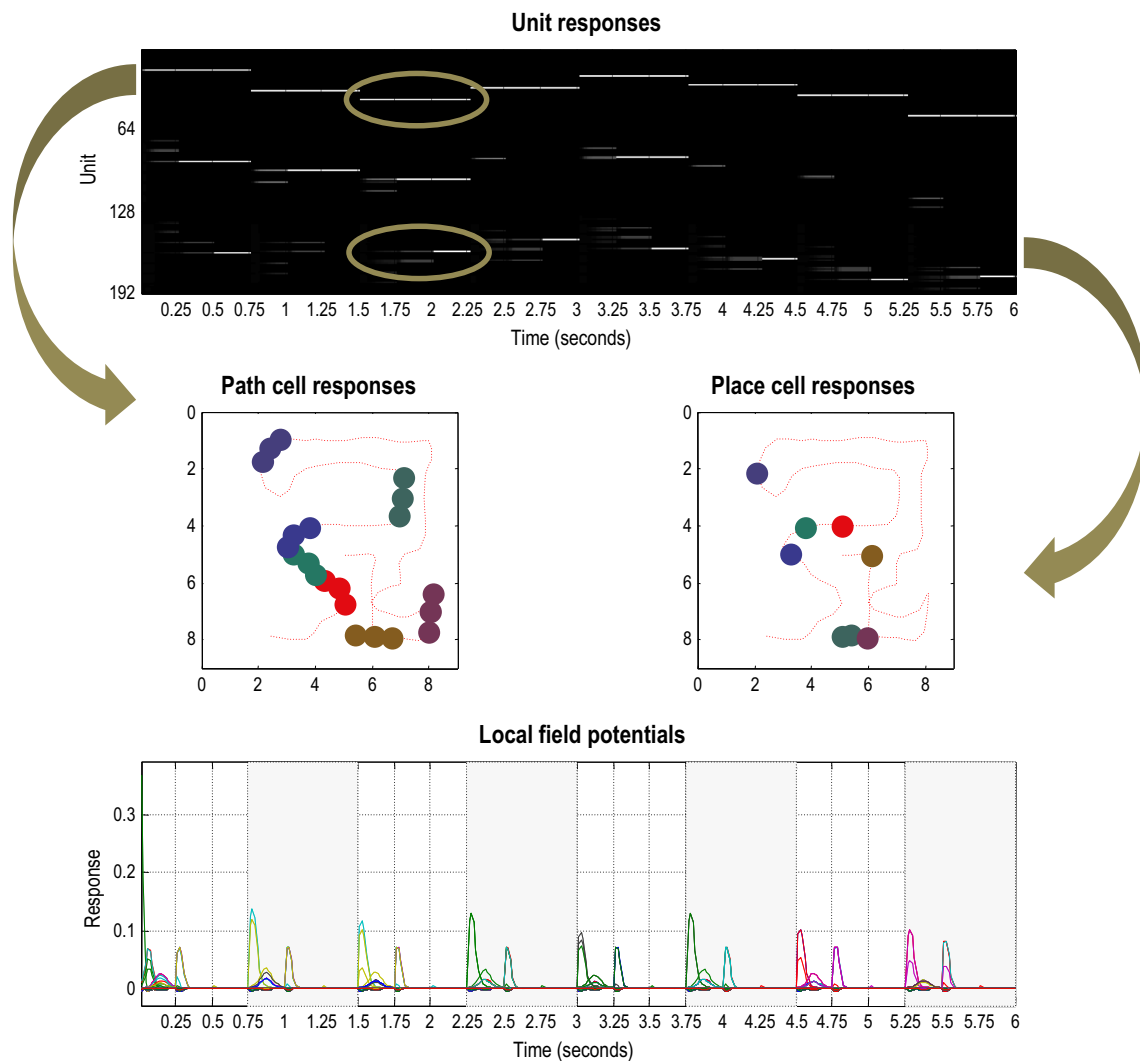 Unit responses
Unit
64
128
192
0.25 0.5 0.75 1 1.25 1.5 1.75 2 2.25 2.5 2.75 3 3.25 3.5 3.75 4 4.25 4.5 4.75 5 5.25 5.5 5.75 6
Time (seconds)
Path cell responses
0
2
4
6
8
0 2 4 6 8
Place cell responses
0
2
4
6
8
0 2 4 6 8
Local field potentials
Response
0.3
0.2
0.1
0
0.25 0.5 0.75 1 1.25 1.5 1.75 2 2.25 2.5 2.75 3 3.25 3.5 3.75 4 4.25 4.5 4.75 5 5.25 5.5 5.75 6
Time (seconds)